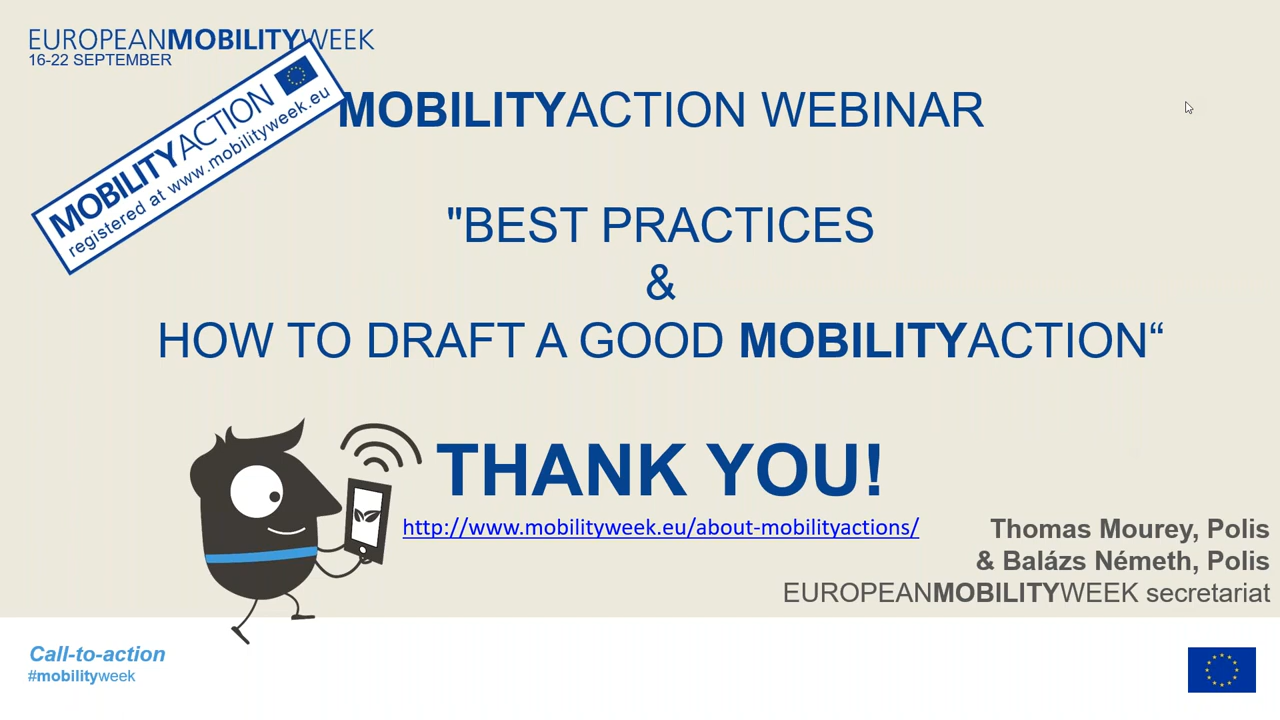 EUROPEANMOBILITYWEEK
16-22 SEPTEMBER
MOBILITYACTION
registered at www.mobilityweek.eu
MOBILITYACTION WEBINAR
"BEST PRACTICES
&
HOW TO DRAFT A GOOD MOBILITYACTION“
THANK YOU!
http://www.mobilityweek.eu/about-mobilityactions/
Thomas Mourey, Polis
& Balázs Németh, Polis
EUROPEANMOBILITYWEEK secretariat
Call-to-action
#mobilityweek